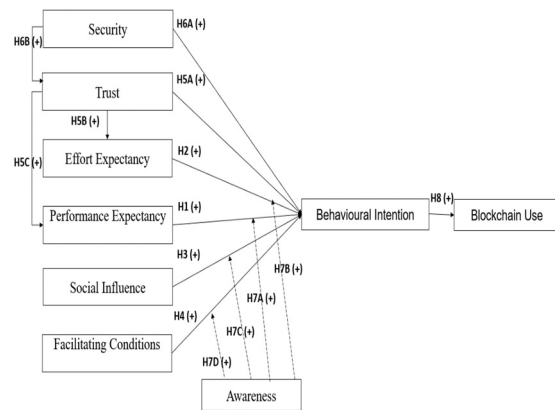 Security
H6A (+)
H6B (+)
Trust
H5A (+)
H5B (+)
H5C (+)
Effort Expectancy
H2 (+)
Performance Expectancy
H1 (+)
Behavioural Intention
H8 (+)
Blockchain Use
H3 (+)
H7B (+)
Social Influence
H7A (+)
H4 (+)
H7C (+)
Facilitating Conditions
H7D (+)
Awareness